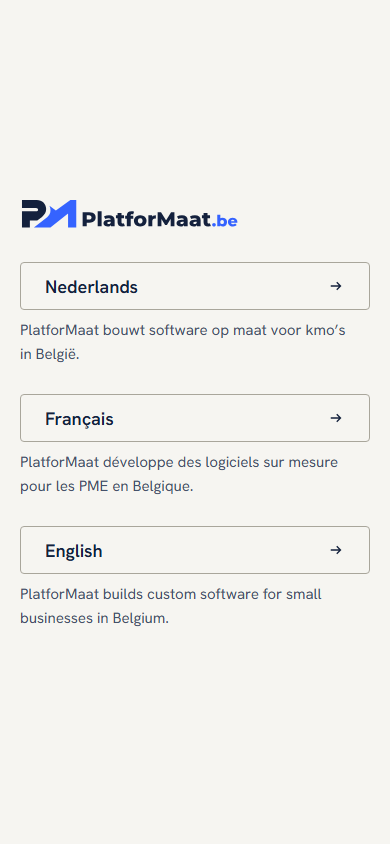 PM PlatforMaat.be
Nederlands →
PlatforMaat bouwt software op maat voor kmo’s
in België.
Français →
PlatforMaat développe des logiciels sur mesure
pour les PME en Belgique.
English →
PlatforMaat builds custom software for small
businesses in Belgium.